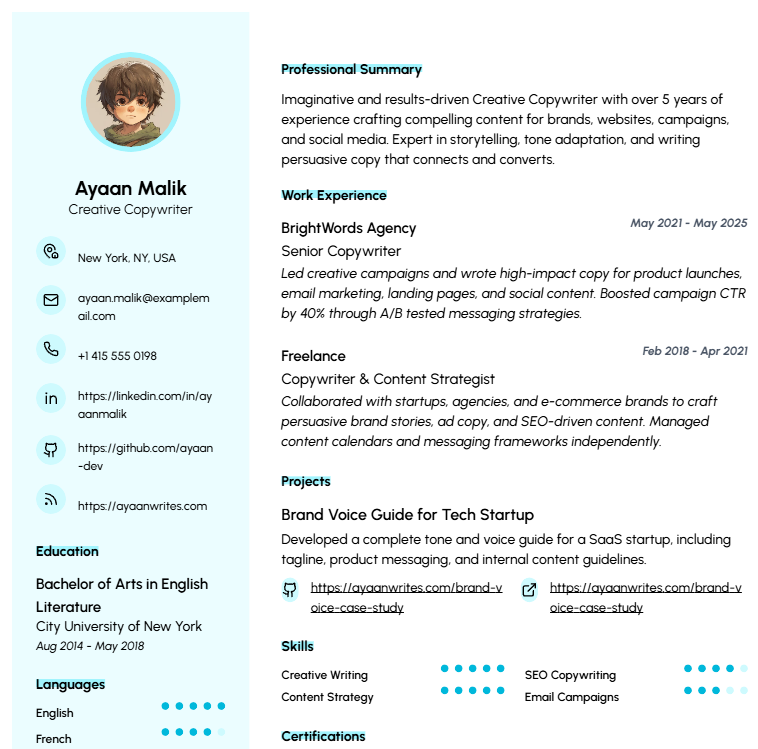 Ayaan Malik
Creative Copywriter
New York, NY, USA
ayaan.malik@examplem
ail.com
+1 415 555 0198
https://linkedin.com/in/ay
aanmalik
https://github.com/ayaan
-dev
https://ayaanwrites.com
Education
Bachelor of Arts in English
Literature
City University of New York
Aug 2014 - May 2018
Languages
English
French
Professional Summary
Imaginative and results-driven Creative Copywriter with over 5 years of
experience crafting compelling content for brands, websites, campaigns,
and social media. Expert in storytelling, tone adaptation, and writing
persuasive copy that connects and converts.
Work Experience
BrightWords Agency
May 2021 - May 2025
Senior Copywriter
Led creative campaigns and wrote high-impact copy for product launches,
email marketing, landing pages, and social content. Boosted campaign CTR
by 40% through A/B tested messaging strategies.
Freelance
Feb 2018 - Apr 2021
Copywriter & Content Strategist
Collaborated with startups, agencies, and e-commerce brands to craft
persuasive brand stories, ad copy, and SEO-driven content. Managed
content calendars and messaging frameworks independently.
Projects
Brand Voice Guide for Tech Startup
Developed a complete tone and voice guide for a SaaS startup, including
tagline, product messaging, and internal content guidelines.
https://ayaanwrites.com/brand-v
oice-case-study
https://ayaanwrites.com/brand-v
oice-case-study
Skills
Creative Writing
SEO Copywriting
Content Strategy
Email Campaigns
Certifications